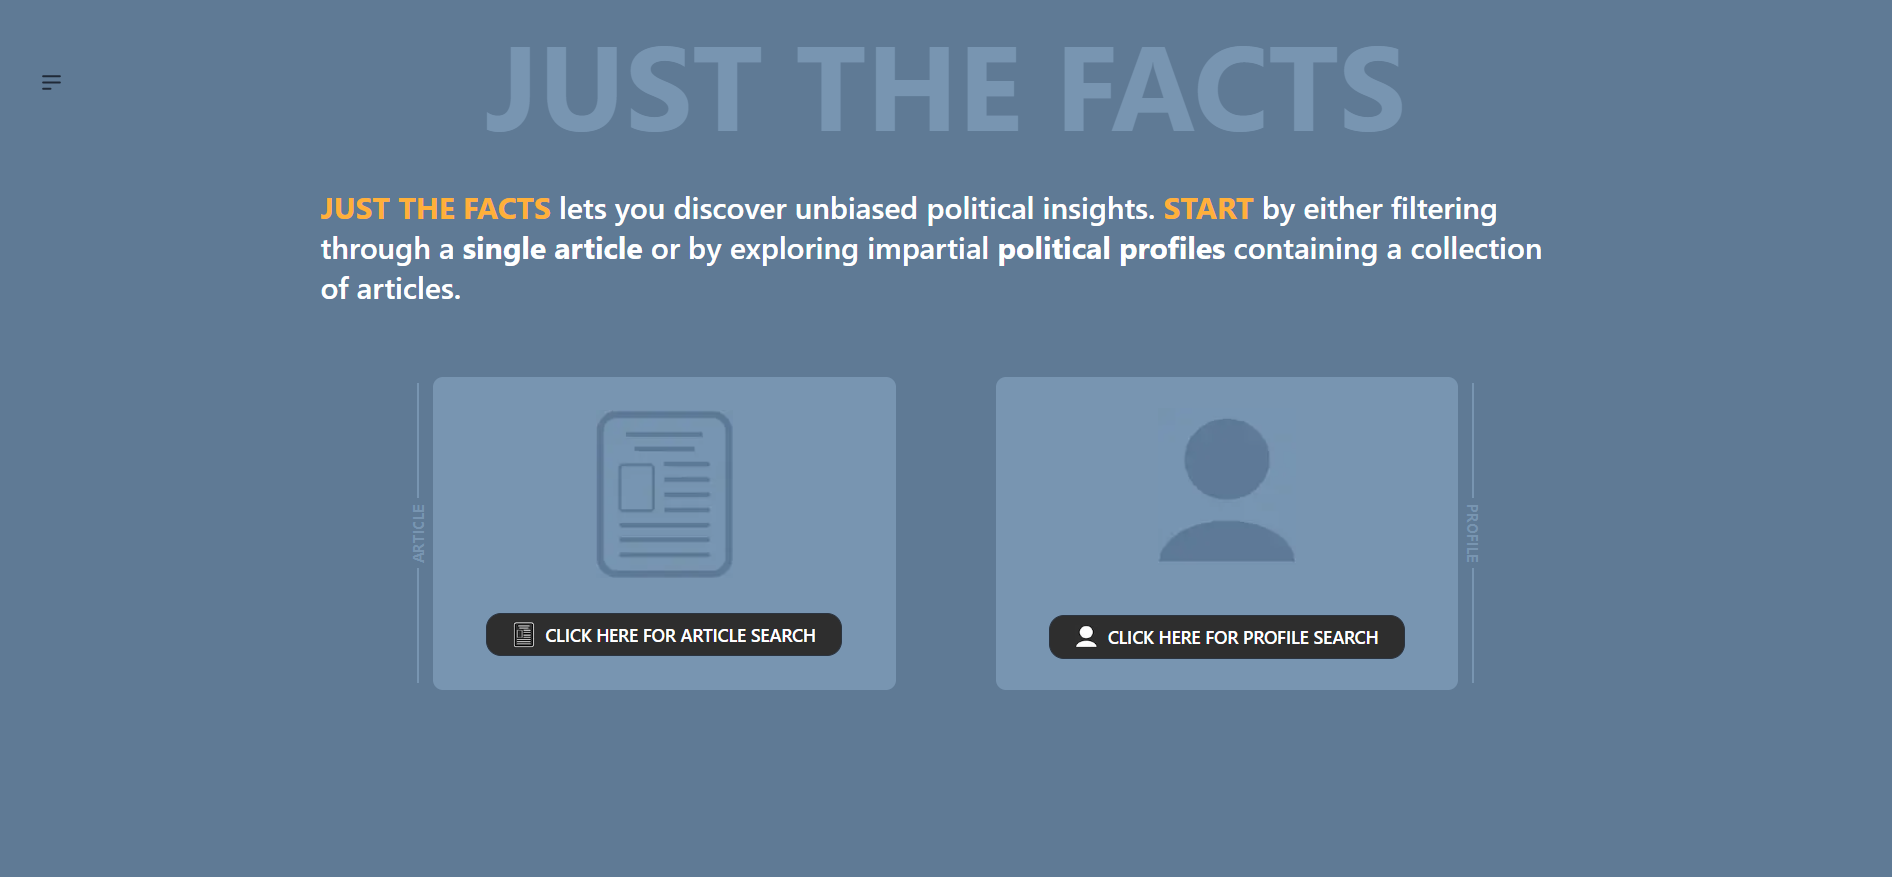 JUST THE FACTS
JUST THE FACTS lets you discover unbiased political insights. START by either filtering
through a single article or by exploring impartial political profiles containing a collection
of articles.
ARTICLE
CLICK HERE FOR ARTICLE SEARCH
CLICK HERE FOR PROFILE SEARCH
PROFILE